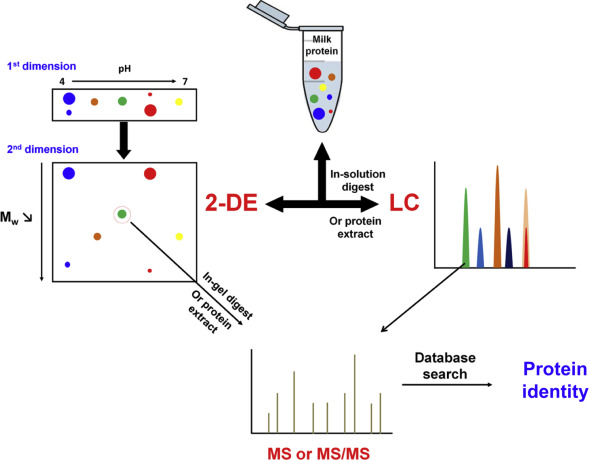 Milk
protein
1st dimension
pH
4
7
2nd dimension
Mw
2-DE
In-solution
digest
LC
Or protein
extract
In-gel digest
Or protein
extract
Database
search
Protein
identity
MS or MS/MS